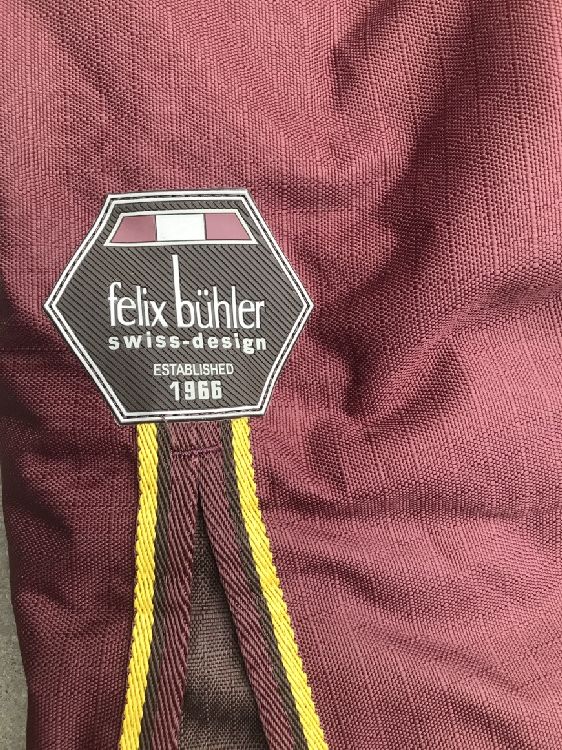 felix bühler
swiss-design
ESTABLISHED
1966